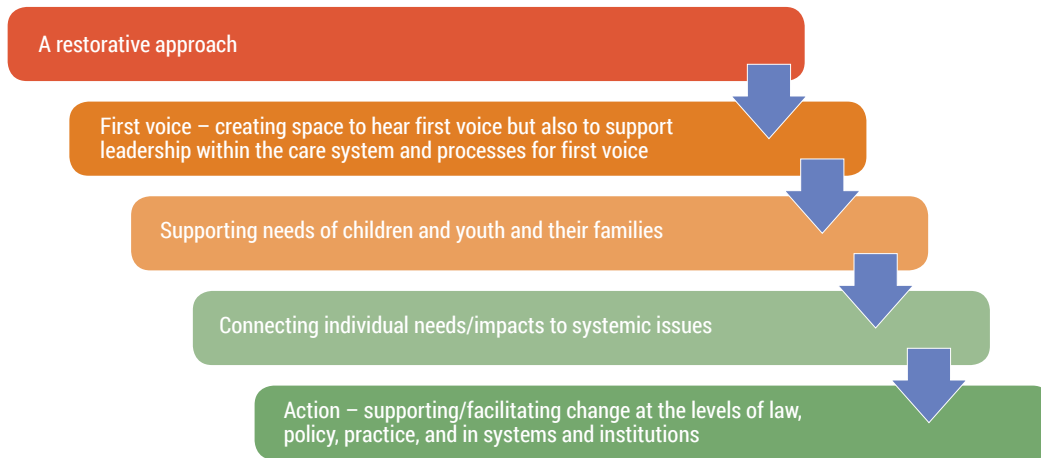 A restorative approach
First voice – creating space to hear first voice but also to support
leadership within the care system and processes for first voice
Supporting needs of children and youth and their families
Connecting individual needs/impacts to systemic issues
Action – supporting/facilitating change at the levels of law,
policy, practice, and in systems and institutions